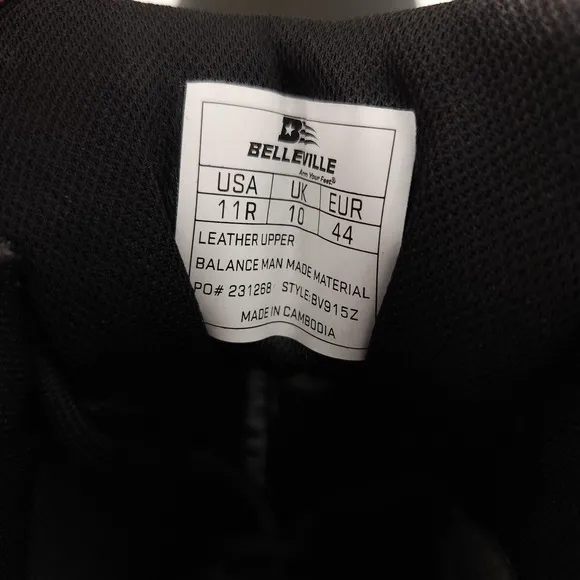 BELLEVILLE
Arm Your Feet®
USA UK EUR
11R 10 44
LEATHER UPPER
BALANCE MAN MADE MATERIAL
PO# 231268 STYLE:BV915Z
MADE IN CAMBODIA